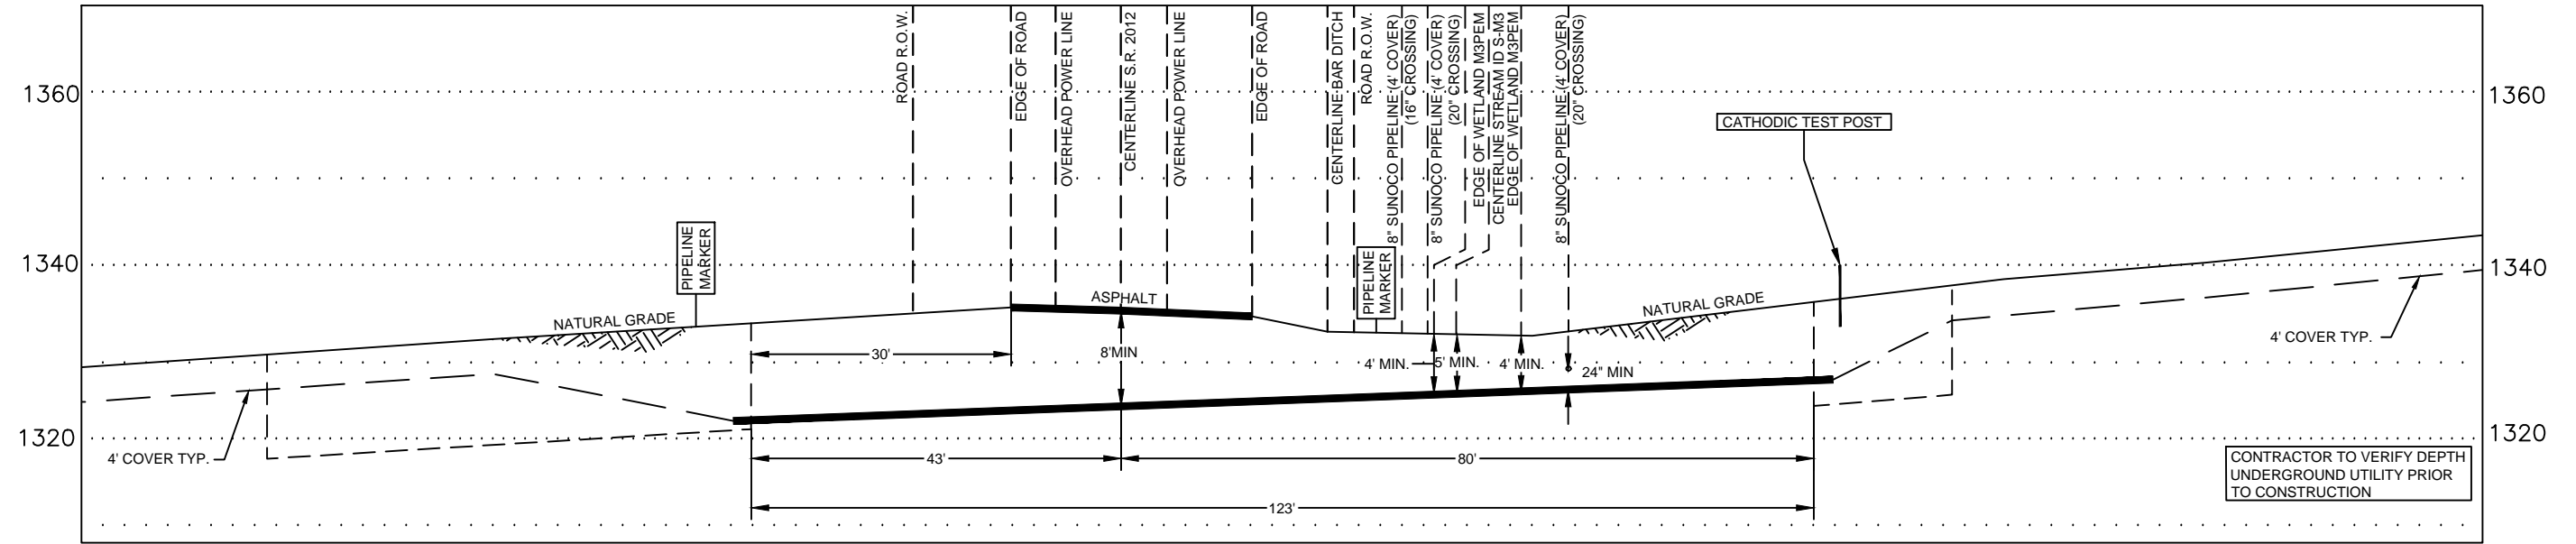 ROAD R.O.W.
EDGE OF ROAD
OVERHEAD POWER LINE
CENTERLINE S.R. 2012
OVERHEAD POWER LINE
EDGE OF ROAD
CENTERLINE BAR DITCH
ROAD R.O.W.
8" SUNOCO PIPELINE (4' COVER)
(16" CROSSING)
8" SUNOCO PIPELINE (4' COVER)
(20" CROSSING)
EDGE OF WETLAND M3PEM
CENTERLINE STREAM ID S-M3
EDGE OF WETLAND M3PEM
8" SUNOCO PIPELINE (4' COVER)
(20" CROSSING)
1360
1360
CATHODIC TEST POST
1340
1340
PIPELINE
MARKER
PIPELINE
MARKER
ASPHALT
NATURAL GRADE
NATURAL GRADE
30'
8'MIN
4' MIN.
5' MIN.
4' MIN.
24" MIN
4' COVER TYP.
1320
1320
4' COVER TYP.
43'
80'
123'
CONTRACTOR TO VERIFY DEPTH
UNDERGROUND UTILITY PRIOR
TO CONSTRUCTION